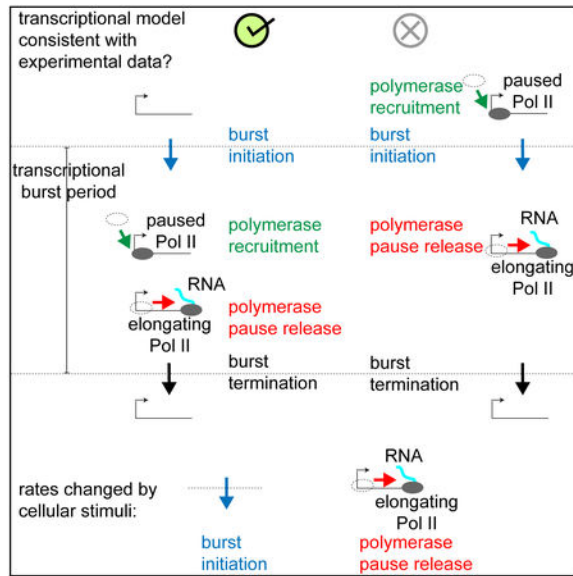 transcriptional model
consistent with
experimental data?
polymerase
recruitment
paused
Pol II
burst
initiation
burst
initiation
transcriptional
burst period
paused
Pol II
polymerase
recruitment
polymerase
pause release
RNA
elongating
Pol II
RNA
elongating
Pol II
polymerase
pause release
burst
termination
burst
termination
rates changed by
cellular stimuli:
RNA
elongating
Pol II
burst
initiation
polymerase
pause release